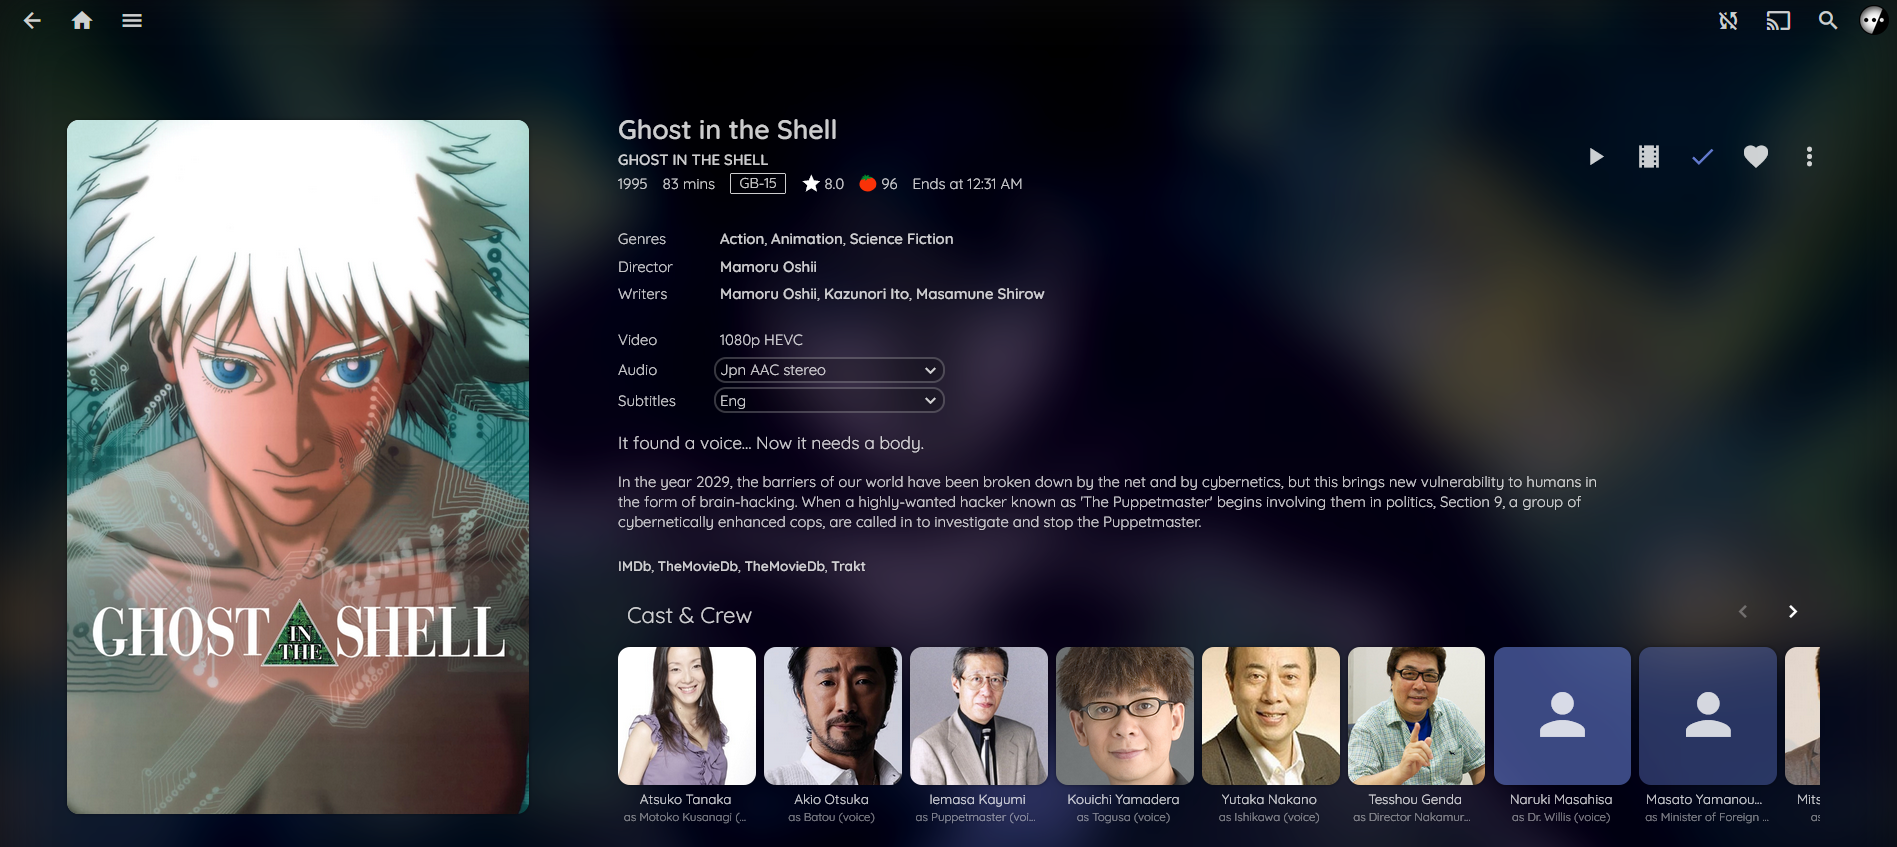 Ghost in the Shell
GHOST IN THE SHELL
1995 83 mins GB-15 8.0 96 Ends at 12:31 AM
Genres Action, Animation, Science Fiction
Director Mamoru Oshii
Writers Mamoru Oshii, Kazunori Ito, Masamune Shirow
Video 1080p HEVC
Audio Jpn AAC stereo
Subtitles Eng
It found a voice... Now it needs a body.
In the year 2029, the barriers of our world have been broken down by the net and by cybernetics, but this brings new vulnerability to humans in
the form of brain-hacking. When a highly-wanted hacker known as 'The Puppetmaster' begins involving them in politics, Section 9, a group of
cybernetically enhanced cops, are called in to investigate and stop the Puppetmaster.
IMDb, TheMovieDb, TheMovieDb, Trakt
GHOST IN THE SHELL
Cast & Crew
Atsuko Tanaka
as Motoko Kusanagi (...
Akio Otsuka
as Batou (voice)
Iemasa Kayumi
as Puppetmaster (voi...
Kouichi Yamadera
as Togusa (voice)
Yutaka Nakano
as Ishikawa (voice)
Tesshou Genda
as Director Nakamur...
Naruki Masahisa
as Dr. Willis (voice)
Masato Yamanou...
as Minister of Foreign ...
Mits
as